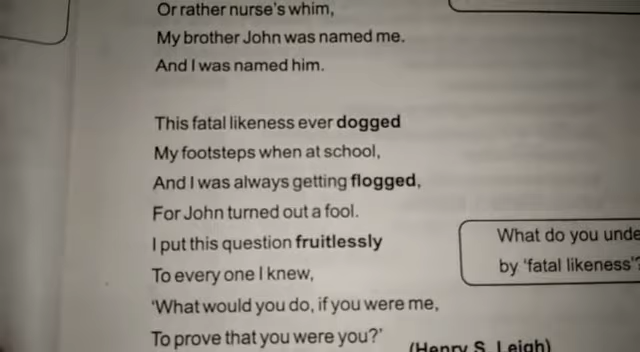 Or rather nurse's whim,
My brother John was named me.
And I was named him.
This fatal likeness ever dogged
My footsteps when at school,
And I was always getting flogged,
For John turned out a fool.
I put this question fruitlessly
To every one I knew,
'What would you do, if you were me,
To prove that you were you?'
(Henry S. Leigh)
What do you unde
by 'fatal likeness'?